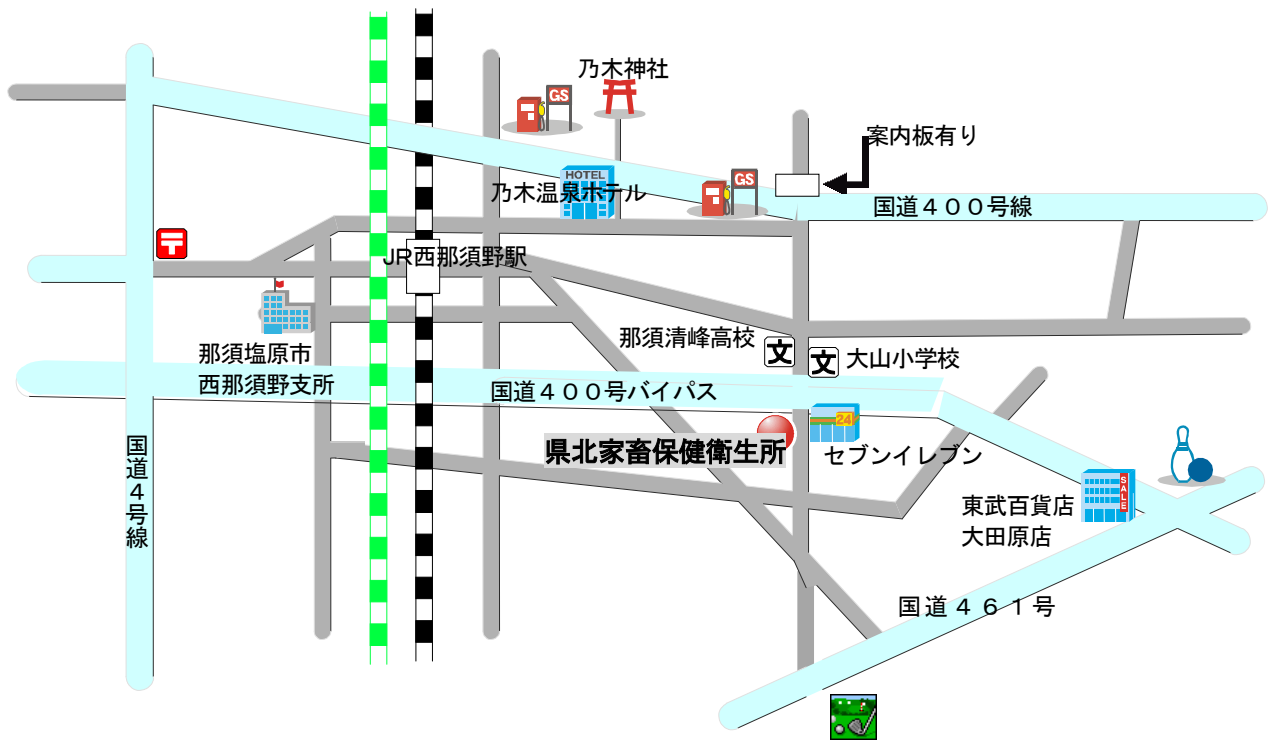 乃木神社
GS
案内板有り
GS
HOTEL
乃木温泉ホテル
国道400号線
〒
JR西那須野駅
那須清峰高校
文
文
大山小学校
那須塩原市
西那須野支所
国道400号バイパス
24
県北家畜保健衛生所
セブンイレブン
国道4号線
SALE
東武百貨店
大田原店
国道461号